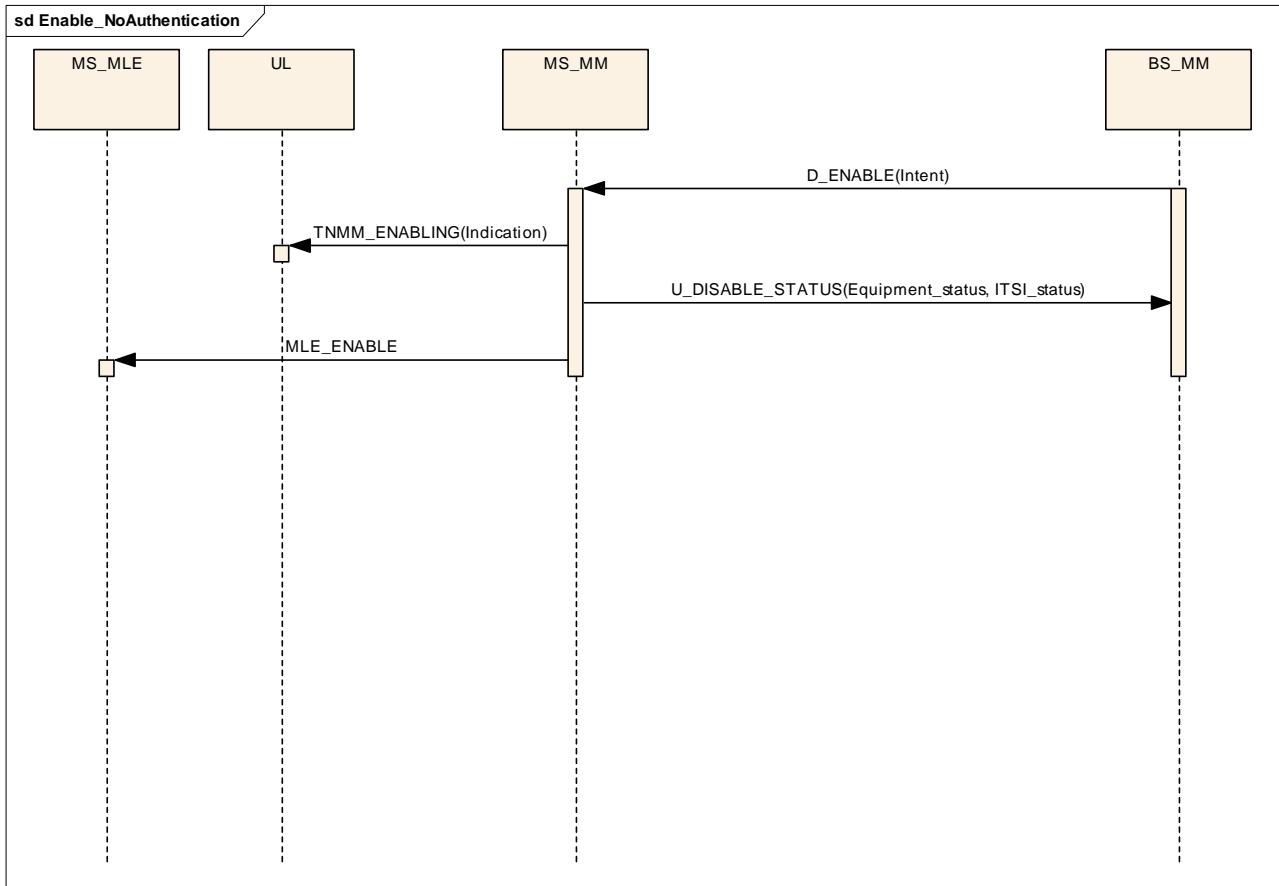 sd Enable_NoAuthentication
MS_MLE
UL
MS_MM
BS_MM
D_ENABLE(Intent)
TNMM_ENABLING(Indication)
U_DISABLE_STATUS(Equipment_status, ITSI_status)
MLE_ENABLE